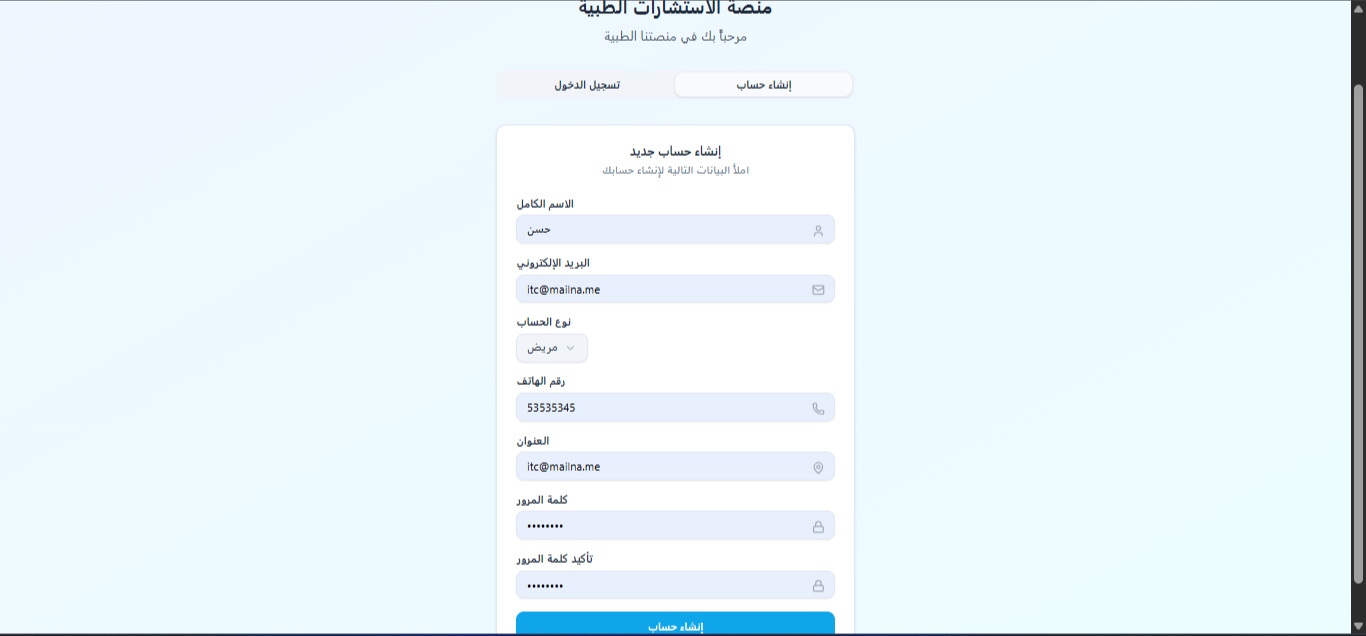 منصة الاستشارات الطبية
مرحباً بك في منصتنا الطبية
إنشاء حساب
تسجيل الدخول
إنشاء حساب جديد
املأ البيانات التالية لإنشاء حسابك
الاسم الكامل
حسن
البريد الإلكتروني
itc@mailna.me
نوع الحساب
مريض
رقم الهاتف
53535345
العنوان
itc@mailna.me
كلمة المرور
••••••••
تأكيد كلمة المرور
••••••••
إنشاء حساب